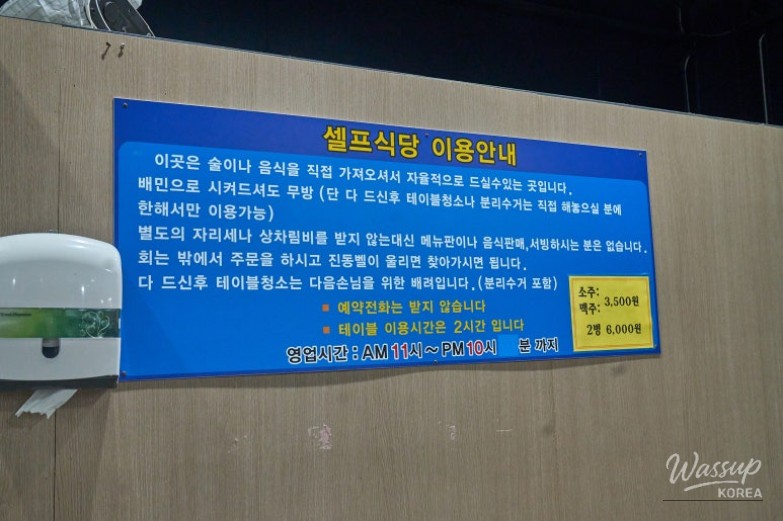 셀프식당 이용안내
이곳은 술이나 음식을 직접 가져오셔서 자율적으로 드실수있는 곳입니다.
배민으로 시켜드셔도 무방 (단 다 드신후 테이블청소나 분리수거는 직접 해놓으실 분에
한해서만 이용가능)
별도의 자리세나 상차림비를 받지 않는대신 메뉴판이나 음식판매,서빙하시는 분은 없습니다.
회는 밖에서 주문을 하시고 진동벨이 울리면 찾아가시면 됩니다.
다 드신후 테이블청소는 다음손님을 위한 배려입니다.(분리수거 포함)
예약전화는 받지 않습니다
테이블 이용시간은 2시간 입니다
영업시간 : AM 11시 ~ PM 10시 분 까지
소주:
맥주: 3,500원
2병 6,000원
Wassup
KOREA